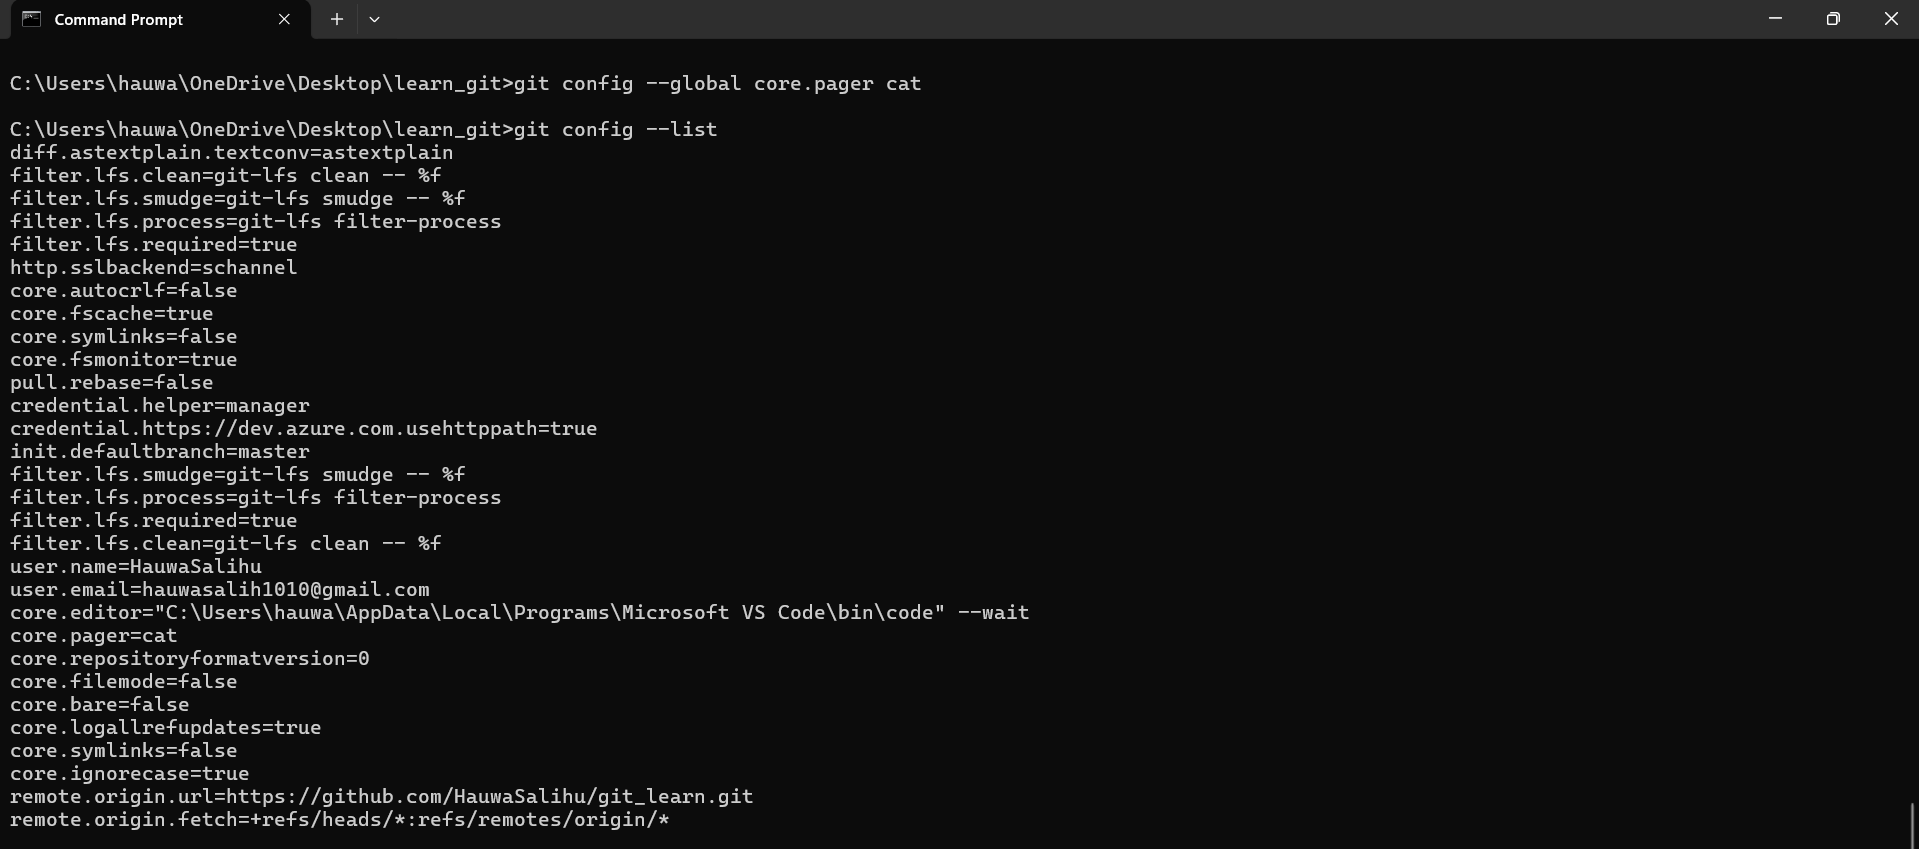 Command Prompt
C:\Users\hauwa\OneDrive\Desktop\learn_git>git config --global core.pager cat
C:\Users\hauwa\OneDrive\Desktop\learn_git>git config --list
diff.astextplain.textconv=astextplain
filter.lfs.clean=git-lfs clean -- %f
filter.lfs.smudge=git-lfs smudge -- %f
filter.lfs.process=git-lfs filter-process
filter.lfs.required=true
http.sslbackend=schannel
core.autocrlf=false
core.fscache=true
core.symlinks=false
core.fsmonitor=true
pull.rebase=false
credential.helper=manager
credential.https://dev.azure.com.usehttppath=true
init.defaultbranch=master
filter.lfs.smudge=git-lfs smudge -- %f
filter.lfs.process=git-lfs filter-process
filter.lfs.required=true
filter.lfs.clean=git-lfs clean -- %f
user.name=HauwaSalihu
user.email=hauwasalih1010@gmail.com
core.editor="C:\Users\hauwa\AppData\Local\Programs\Microsoft VS Code\bin\code" --wait
core.pager=cat
core.repositoryformatversion=0
core.filemode=false
core.bare=false
core.logallrefupdates=true
core.symlinks=false
core.ignorecase=true
remote.origin.url=https://github.com/HauwaSalihu/git_learn.git
remote.origin.fetch=+refs/heads/*:refs/remotes/origin/*